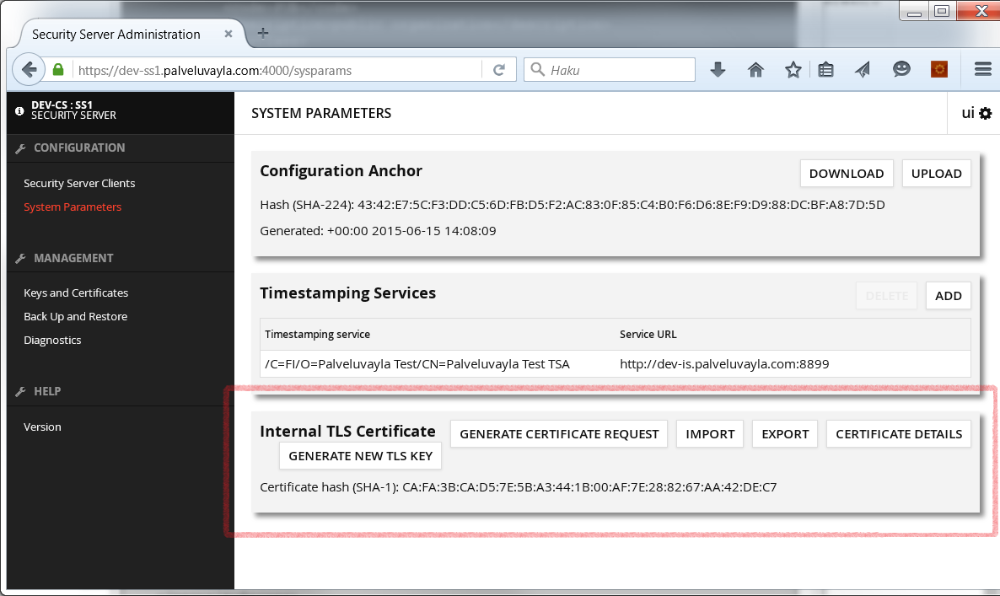 Security Server Administration
https://dev-ss1.palveluvayla.com:4000/sysparams
Haku
DEV-CS : SS1
SECURITY SERVER
SYSTEM PARAMETERS
ui
CONFIGURATION
Security Server Clients
System Parameters
MANAGEMENT
Keys and Certificates
Back Up and Restore
Diagnostics
HELP
Version
Configuration Anchor
DOWNLOAD
UPLOAD
Hash (SHA-224): 43:42:E7:5C:F3:DD:C5:6D:FB:D5:F2:AC:83:0F:85:C4:B0:F6:D6:8E:F9:D9:88:DC:BF:A8:7D:5D
Generated: +00:00 2015-06-15 14:08:09
Timestamping Services
DELETE
ADD
Timestamping service
Service URL
/C=FI/O=Palveluvayla Test/CN=Palveluvayla Test TSA
http://dev-is.palveluvayla.com:8899
Internal TLS Certificate
GENERATE CERTIFICATE REQUEST
IMPORT
EXPORT
CERTIFICATE DETAILS
GENERATE NEW TLS KEY
Certificate hash (SHA-1): CA:FA:3B:CA:D5:7E:5B:A3:44:1B:00:AF:7E:28:82:67:AA:42:DE:C7